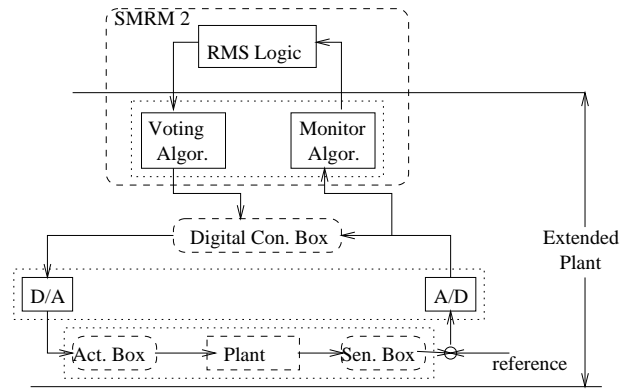 SMRM 2
RMS Logic
Voting
Algor.
Monitor
Algor.
Digital Con. Box
Extended
Plant
D/A
A/D
Act. Box
Plant
Sen. Box
reference